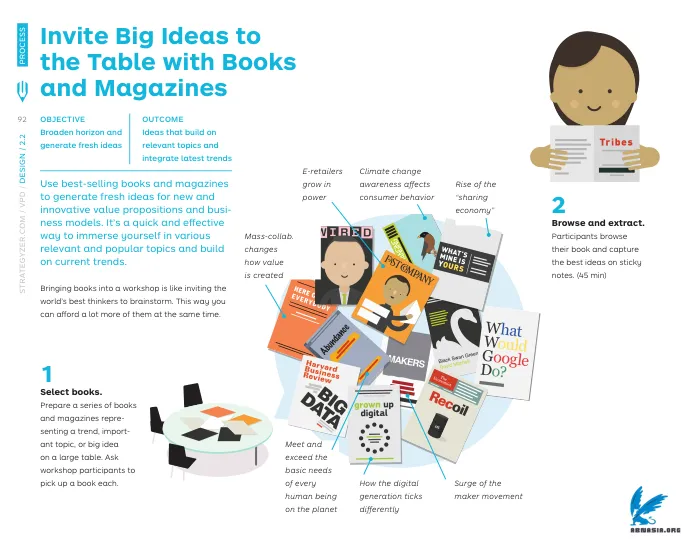 PROCESS
Invite Big Ideas to
the Table with Books
and Magazines
92
STRATEGYZER.COM / VPD / DESIGN / 2.2
OBJECTIVE
Broaden horizon and
generate fresh ideas
OUTCOME
Ideas that build on
relevant topics and
integrate latest trends
Use best-selling books and magazines
to generate fresh ideas for new and
innovative value propositions and busi-
ness models. It's a quick and effective
way to immerse yourself in various
relevant and popular topics and build
on current trends.
Bringing books into a workshop is like inviting the
world's best thinkers to brainstorm. This way you
can afford a lot more of them at the same time.
1
Select books.
Prepare a series of books
and magazines repre-
senting a trend, import-
ant topic, or big idea
on a large table. Ask
workshop participants to
pick up a book each.
Mass-collab.
changes
how value
is created
E-retailers
grow in
power
Climate change
awareness affects
consumer behavior
Rise of the
"sharing
economy"
WIRED
FAST COMPANY
It's
WHAT'S
MINE IS
YOURS
HERE COMES
EVERYBODY
Abundance
MAKERS
Black Swan Green
What
Would
Google
Do?
Harvard
Business
Review
BIG
DATA
grown up
digital
Recoil
Meet and
exceed the
basic needs
of every
human being
on the planet
How the digital
generation ticks
differently
Surge of the
maker movement
Tribes
2
Browse and extract.
Participants browse
their book and capture
the best ideas on sticky
notes. (45 min)
ARMASIA.ORG